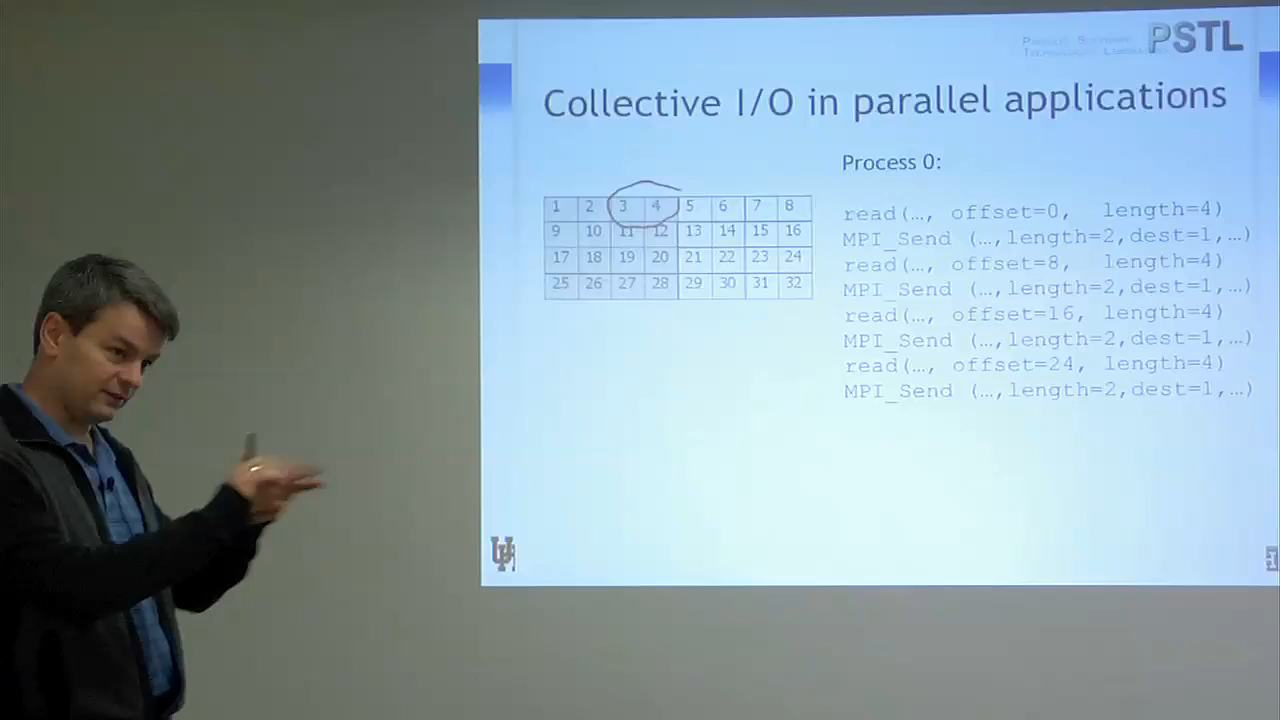 PSTL
Collective I/O in parallel applications
Process 0:
1 2 3 4 5 6 7 8
9 10 11 12 13 14 15 16
17 18 19 20 21 22 23 24
25 26 27 28 29 30 31 32
read(…, offset=0, length=4)
MPI_Send (…,length=2,dest=1,…)
read(…, offset=8, length=4)
MPI_Send (…,length=2,dest=1,…)
read(…, offset=16, length=4)
MPI_Send (…,length=2,dest=1,…)
read(…, offset=24, length=4)
MPI_Send (…,length=2,dest=1,…)
UH